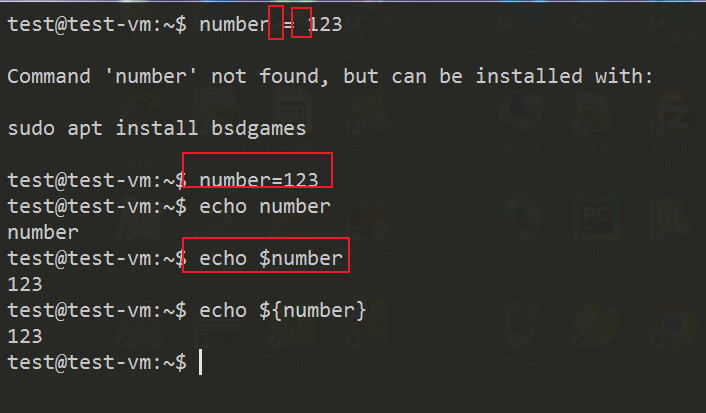 test@test-vm:~$ number = 123
Command 'number' not found, but can be installed with:
sudo apt install bsdgames
test@test-vm:~$ number=123
test@test-vm:~$ echo number
number
test@test-vm:~$ echo $number
123
test@test-vm:~$ echo ${number}
123
test@test-vm:~$